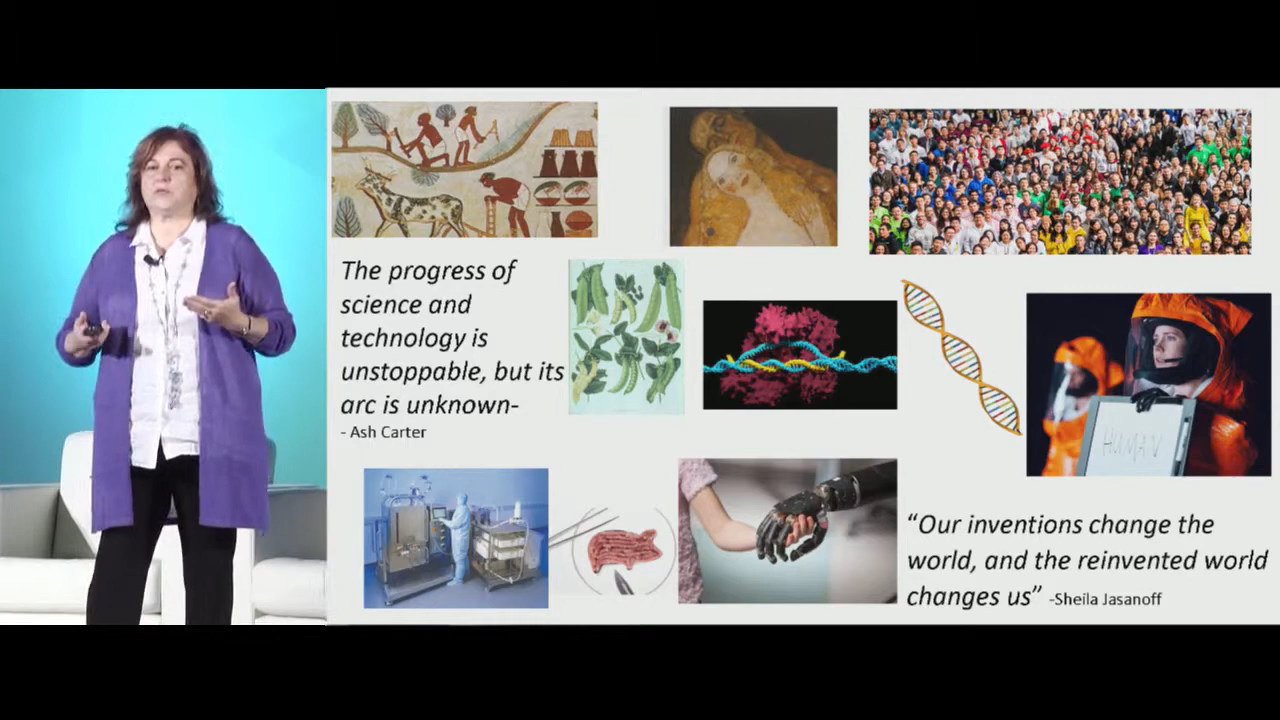 The progress of
science and
technology is
unstoppable, but its
arc is unknown-
- Ash Carter
HUMAN
“Our inventions change the
world, and the reinvented world
changes us” -Sheila Jasanoff